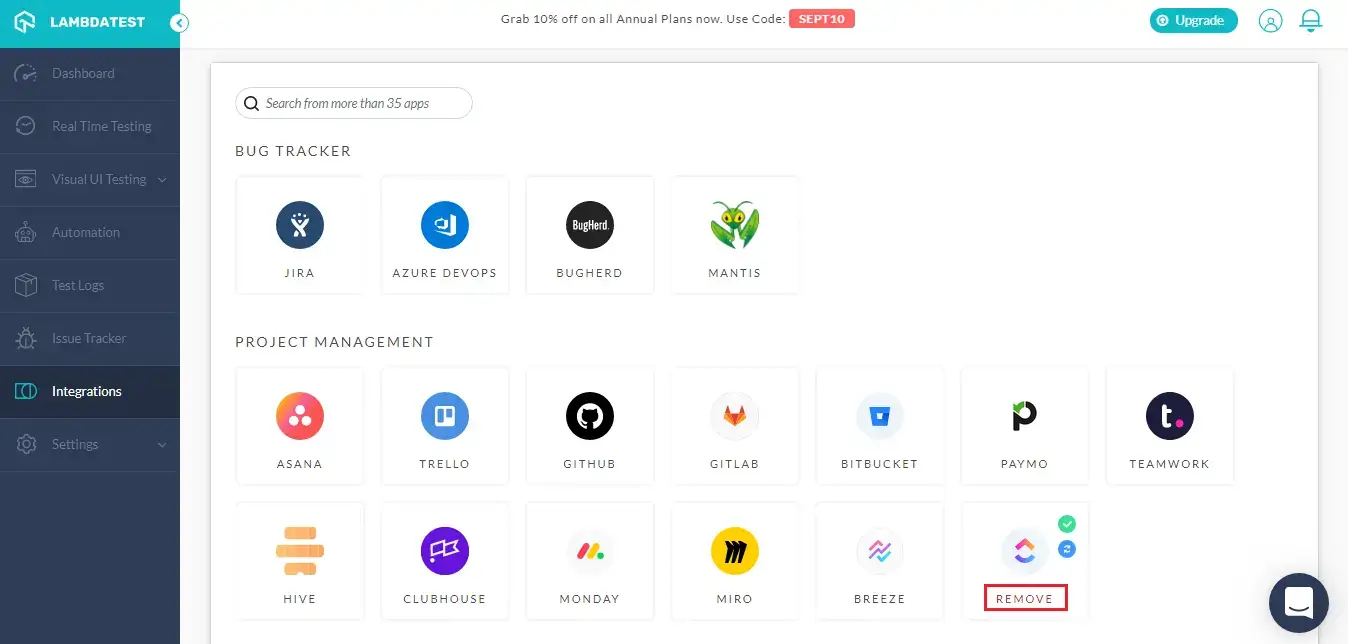 LAMBDATEST
Grab 10% off on all Annual Plans now. Use Code: SEPT10
Upgrade
Dashboard
Real Time Testing
Visual UI Testing
Automation
Test Logs
Issue Tracker
Integrations
Settings
Search from more than 35 apps
BUG TRACKER
JIRA
AZURE DEVOPS
BugHerd.
BUGHERD
MANTIS
PROJECT MANAGEMENT
ASANA
TRELLO
GITHUB
GITLAB
BITBUCKET
PAYMO
t.
TEAMWORK
HIVE
CLUBHOUSE
MONDAY
MIRO
BREEZE
REMOVE